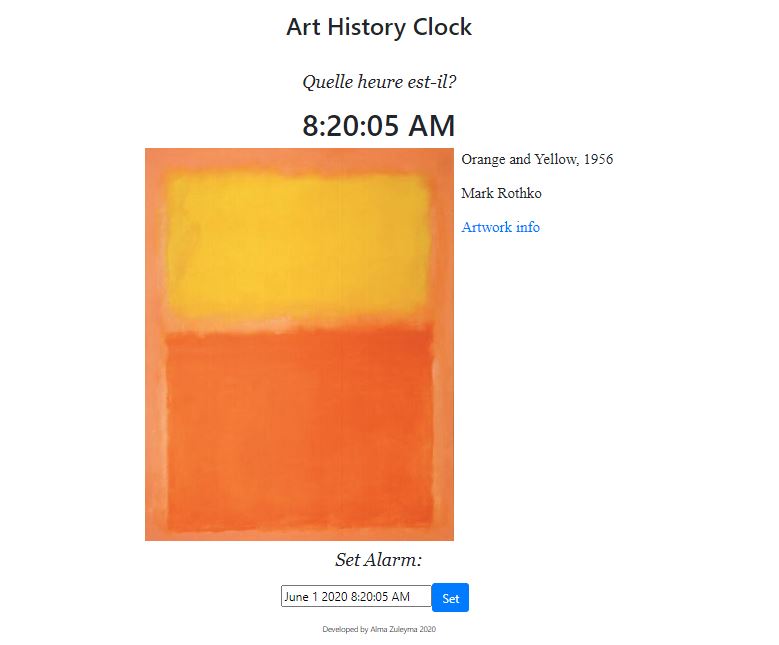 Art History Clock
Quelle heure est-il?
8:20:05 AM
Orange and Yellow, 1956
Mark Rothko
Artwork info
Set Alarm:
June 1 2020 8:20:05 AM
Set
Developed by Alma Zuleyma 2020